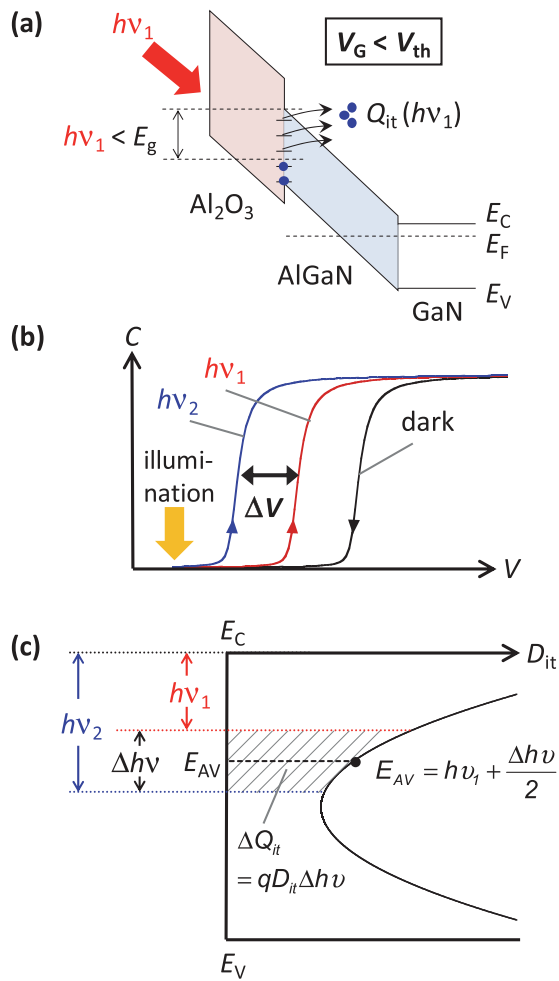 (a)
hν1
VG < Vth
Qit (hν1)
hν1 < Eg
Al2O3
EC
EF
AlGaN
EV
GaN
(b)
C
hν1
hν2
dark
illumi-
nation
ΔV
V
(c)
EC
Dit
hν1
hν2
Δhν
EAV
EAV = hυ1 + Δhυ/2
ΔQit
= qDitΔhυ
EV